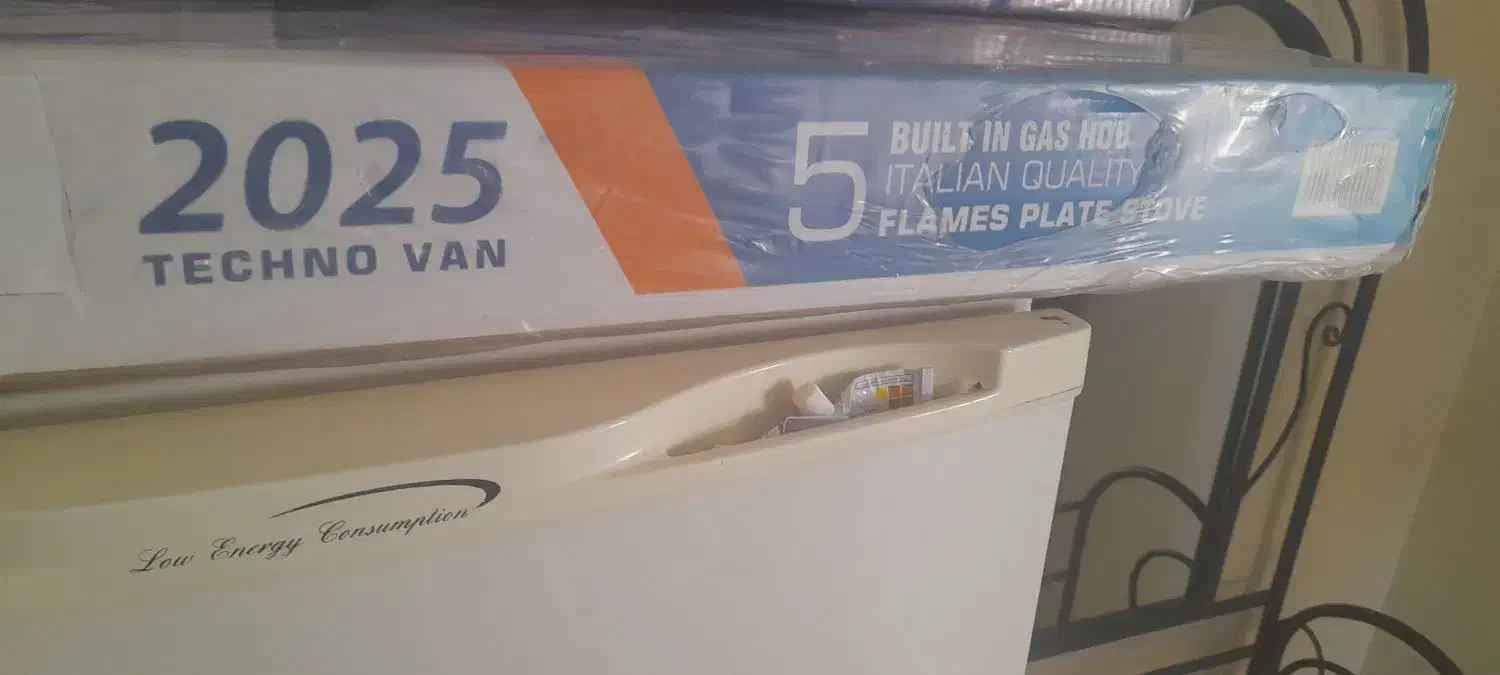 2025
TECHNO VAN
5
BUILT IN GAS HOB
ITALIAN QUALITY
FLAMES PLATE STOVE
Low Energy Consumption